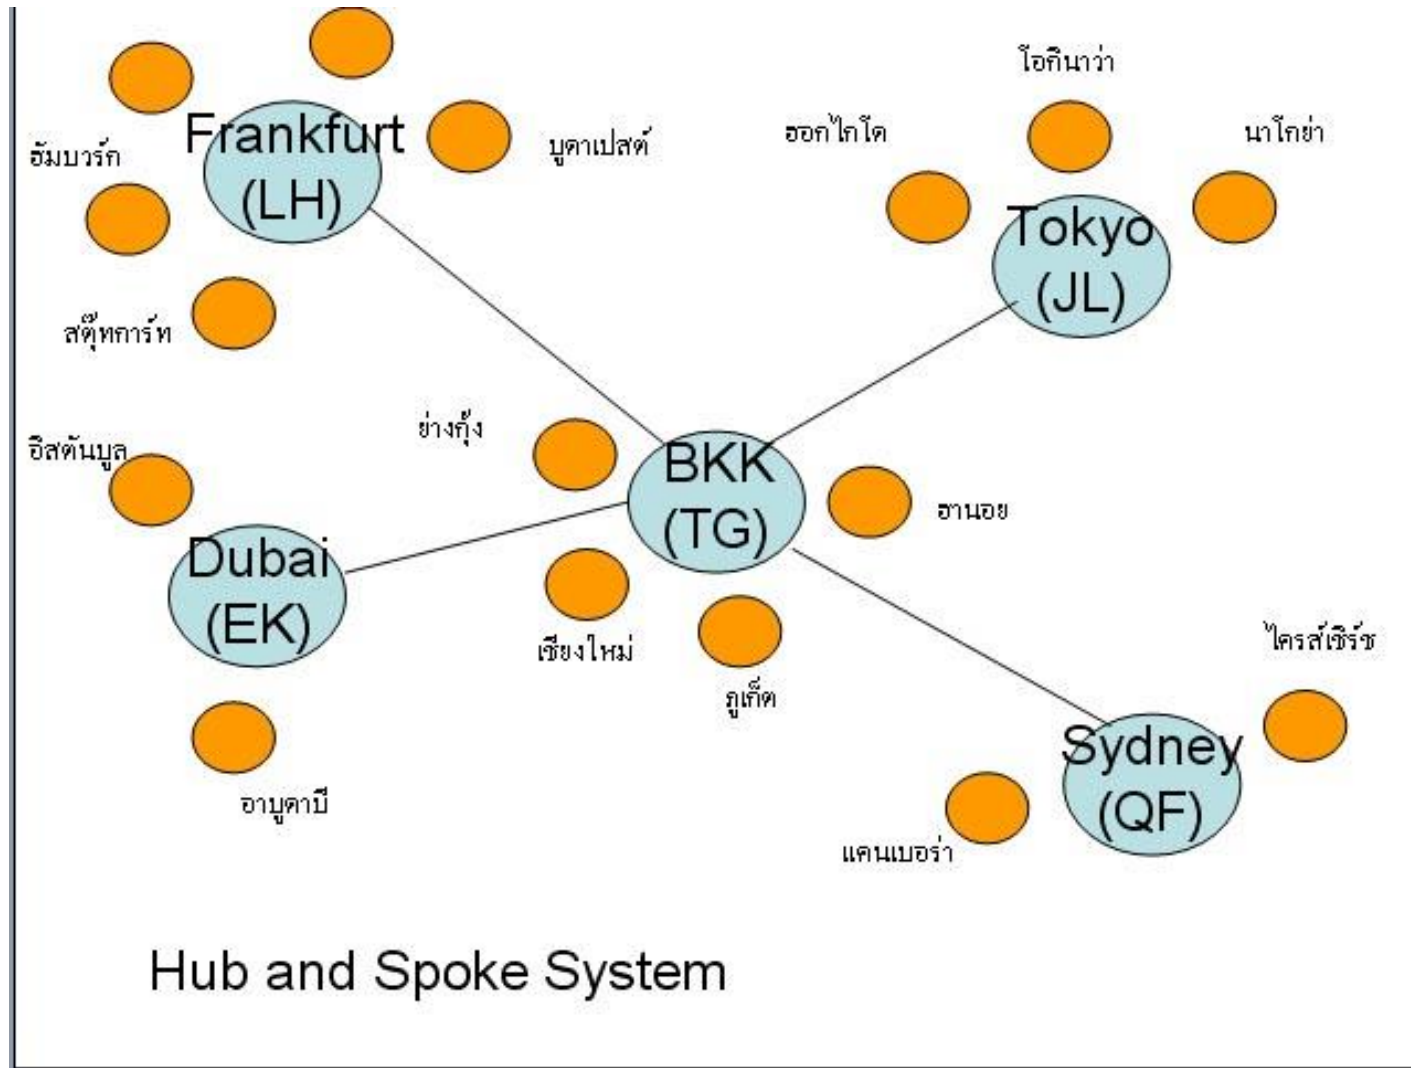 โอกินาว่า
Frankfurt
(LH)
ฮอกไกโด
นาโกย่า
ฮัมบวร์ก
บูดาเปสต์
Tokyo
(JL)
สตุ๊ทการ์ท
ย่างกุ้ง
อิสตันบูล
BKK
(TG)
ฮานอย
Dubai
(EK)
เชียงใหม่
ไครส์เชิร์ช
ภูเก็ต
Sydney
(QF)
อาบูดาบี
แคนเบอร่า
Hub and Spoke System